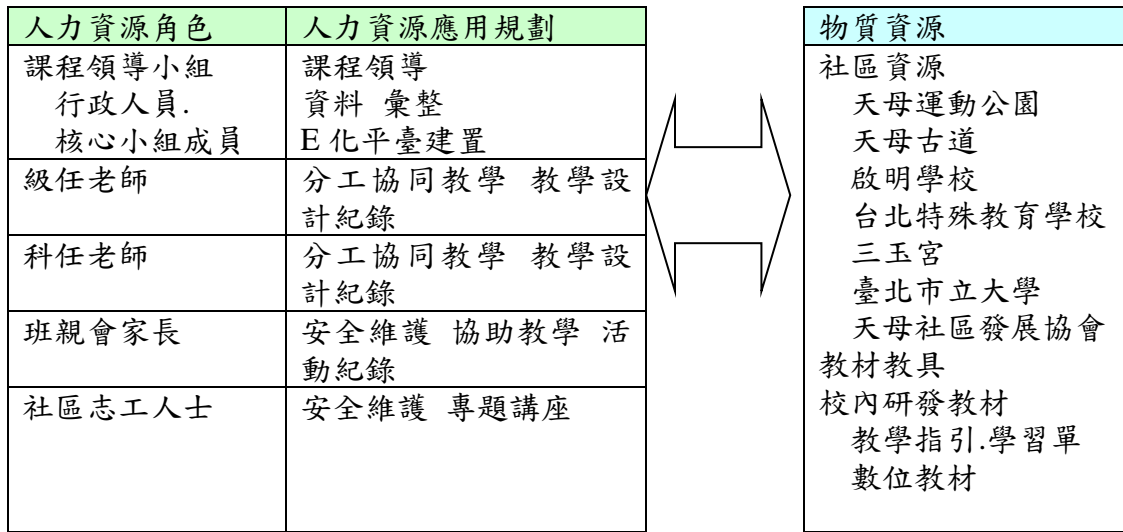 人力資源角色 人力資源應用規劃
課程領導小組 課程領導
行政人員. 資料 彙整
核心小組成員 E 化平臺建置
級任老師 分工協同教學 教學設
計紀錄
科任老師 分工協同教學 教學設
計紀錄
班親會家長 安全維護 協助教學 活
動紀錄
社區志工人士 安全維護 專題講座
物質資源
社區資源
天母運動公園
天母古道
啟明學校
台北特殊教育學校
三玉宮
臺北市立大學
天母社區發展協會
教材教具
校內研發教材
教學指引.學習單
數位教材